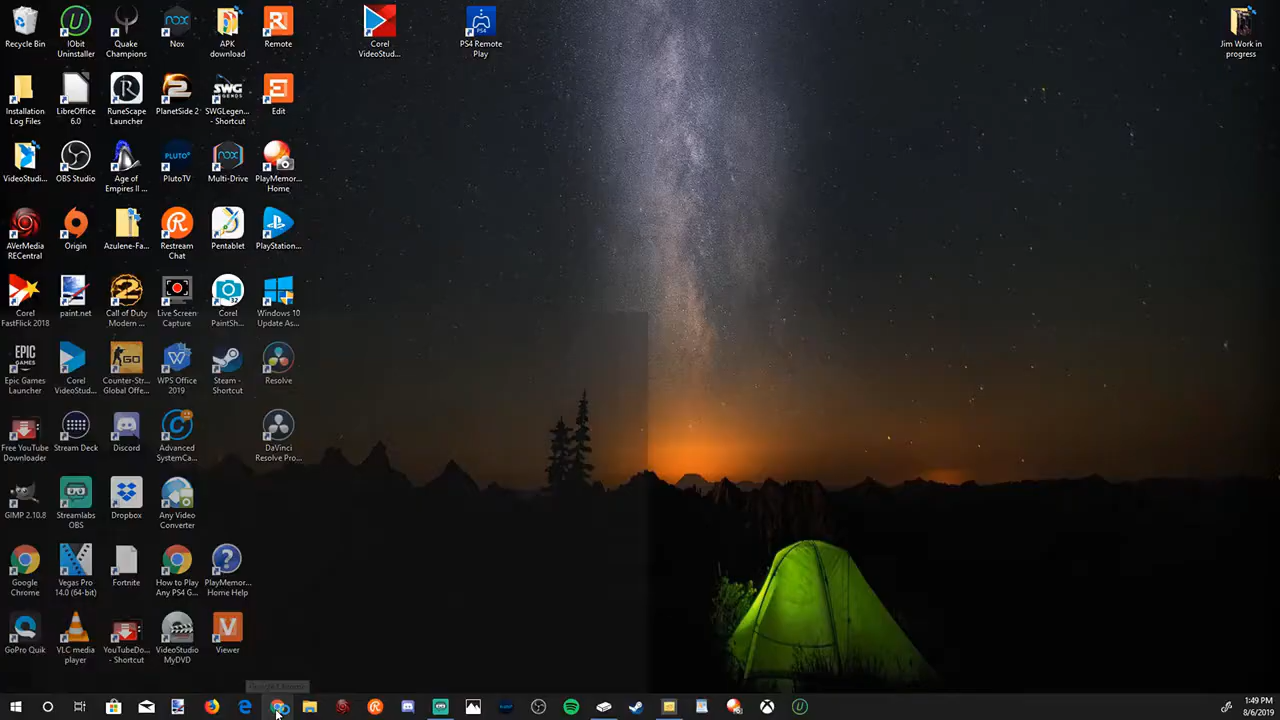 Recycle Bin
IObit
Uninstaller
Quake
Champions
Nox
APK
download
Remote
Corel
VideoStud...
PS4 Remote
Play
Jim Work in
progress
Installation
Log Files
LibreOffice
6.0
RuneScape
Launcher
PlanetSide 2
SWGLegen...
- Shortcut
Edit
VideoStudi...
OBS Studio
Age of
Empires II ...
PLUTO
PlutoTV
Multi-Drive
PlayMemor...
Home
AVerMedia
RECentral
Origin
Azulene-Fa...
Restream
Chat
Pentablet
PlayStation...
Corel
FastFlick 2018
paint.net
Call of Duty
Modern ...
Live Screen
Capture
Corel
PaintSh...
Windows 10
Update As...
Epic Games
Launcher
Corel
VideoStud...
Counter-Str...
Global Offe...
WPS Office
2019
Steam -
Shortcut
Resolve
Free YouTube
Downloader
Stream Deck
Discord
Advanced
SystemCa...
DaVinci
Resolve Pro...
GIMP 2.10.8
Streamlabs
OBS
Dropbox
Any Video
Converter
Google
Chrome
Vegas Pro
14.0 (64-bit)
Fortnite
How to Play
Any PS4 G...
PlayMemor...
Home Help
GoPro Quik
VLC media
player
YouTubeDo...
- Shortcut
VideoStudio
MyDVD
Viewer
1:49 PM
8/6/2019